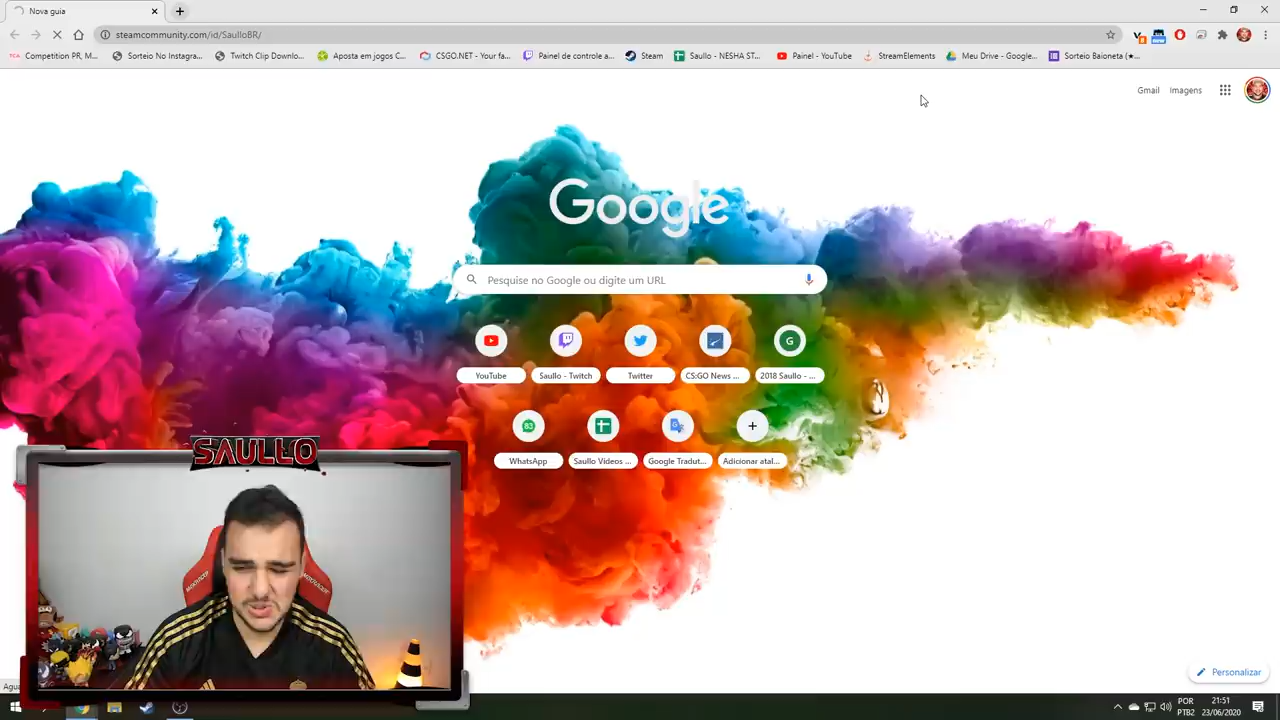 Nova guia
steamcommunity.com/id/SaulloBR/
Competition PR, M...
Sorteio No Instagra...
Twitch Clip Downlo...
Aposta em jogos C...
CSGO.NET - Your fa...
Painel de controle a...
Steam
Saullo - NESHA ST...
Painel - YouTube
StreamElements
Meu Drive - Google...
Sorteio Baioneta (★...
Gmail
Imagens
Google
Pesquise no Google ou digite um URL
G
YouTube
Saullo - Twitch
Twitter
CS:GO News ...
2018 Saullo - ...
83
WhatsApp
Saullo Videos ...
Google Tradut...
Adicionar atal...
SAULLO
Personalizar
POR
PTB2
21:51
23/06/2020